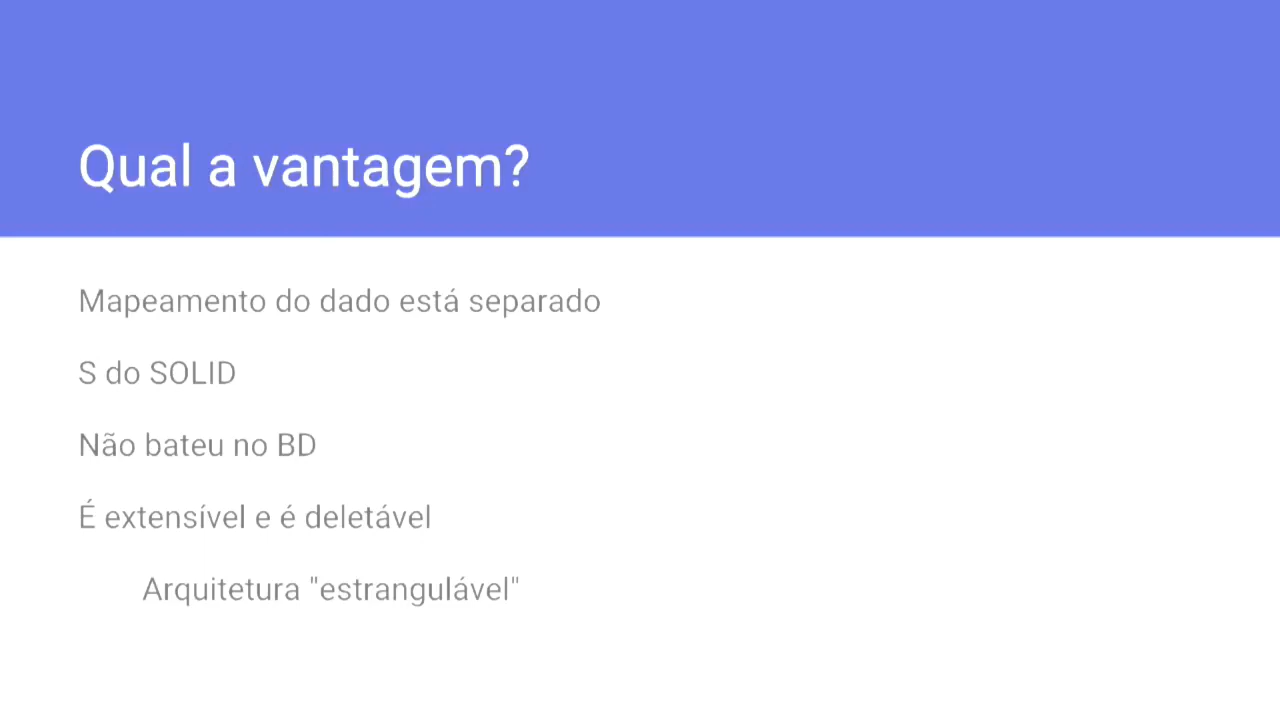 Qual a vantagem?
Mapeamento do dado está separado
S do SOLID
Não bateu no BD
É extensível e é deletável
Arquitetura "estrangulável"